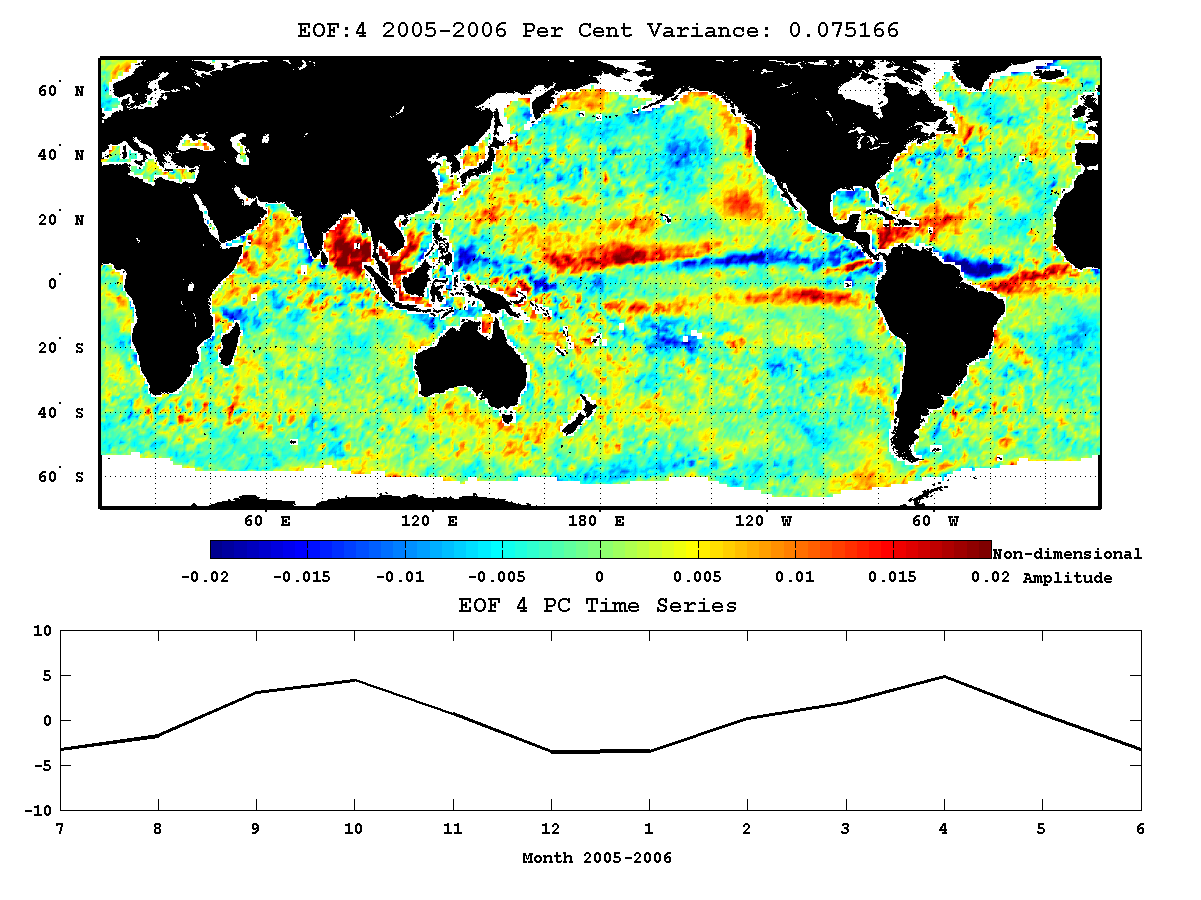 EOF:4 2005-2006 Per Cent Variance: 0.075166
60° N
40° N
20° N
0°
20° S
40° S
60° S
60 E 120 E 180 E 120 W 60 W
Non-dimensional
-0.02 -0.015 -0.01 -0.005 0 0.005 0.01 0.015 0.02 Amplitude
EOF 4 PC Time Series
10
5
0
-5
-10
7 8 9 10 11 12 1 2 3 4 5 6
Month 2005-2006